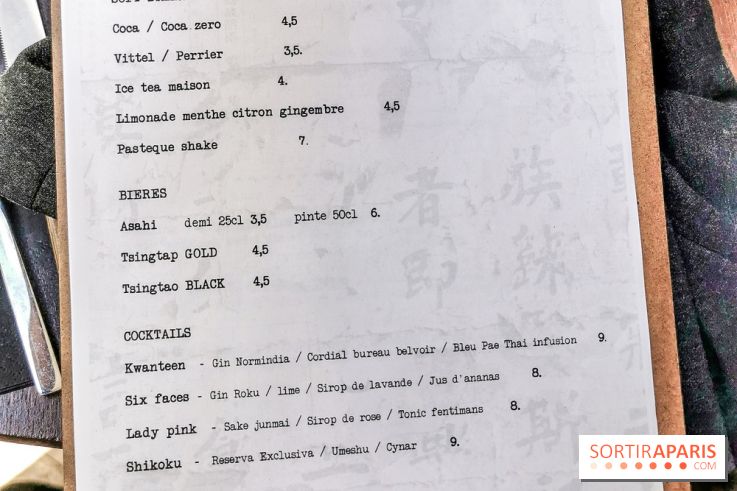 Coca / Coca zero 4,5
Vittel / Perrier 3,5.
Ice tea maison 4.
Limonade menthe citron gingembre 4,5
Pasteque shake 7.
BIERES
Asahi demi 25cl 3,5 pinte 50cl 6.
Tsingtap GOLD 4,5
Tsingtao BLACK 4,5
COCKTAILS
Kwanteen - Gin Normindia / Cordial bureau belvoir / Bleu Pae Thai infusion 9.
Six faces - Gin Roku / lime / Sirop de lavande / Jus d'ananas 8.
Lady pink - Sake junmai / Sirop de rose / Tonic fentimans 8.
Shikoku - Reserva Exclusiva / Umeshu / Cynar 9.
者
即
族
SORTIRAPARIS
.COM